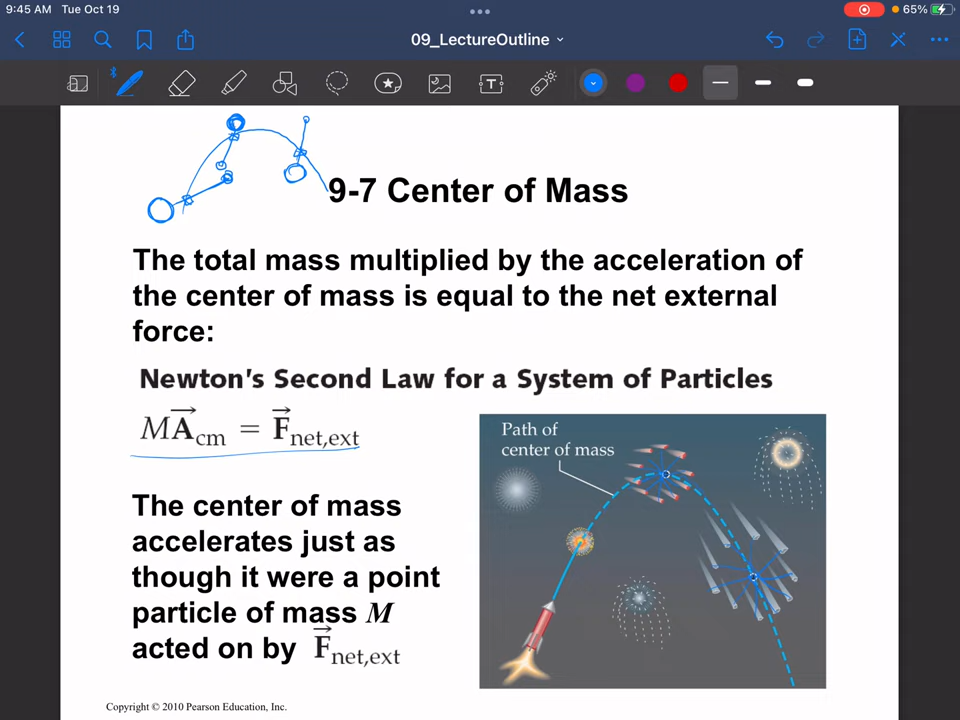 9:45 AM Tue Oct 19
65%
09_LectureOutline
T
9-7 Center of Mass
The total mass multiplied by the acceleration of
the center of mass is equal to the net external
force:
Newton's Second Law for a System of Particles
MA⃗cm = F⃗net,ext
Path of
center of mass
The center of mass
accelerates just as
though it were a point
particle of mass M
acted on by F⃗net,ext
Copyright © 2010 Pearson Education, Inc.